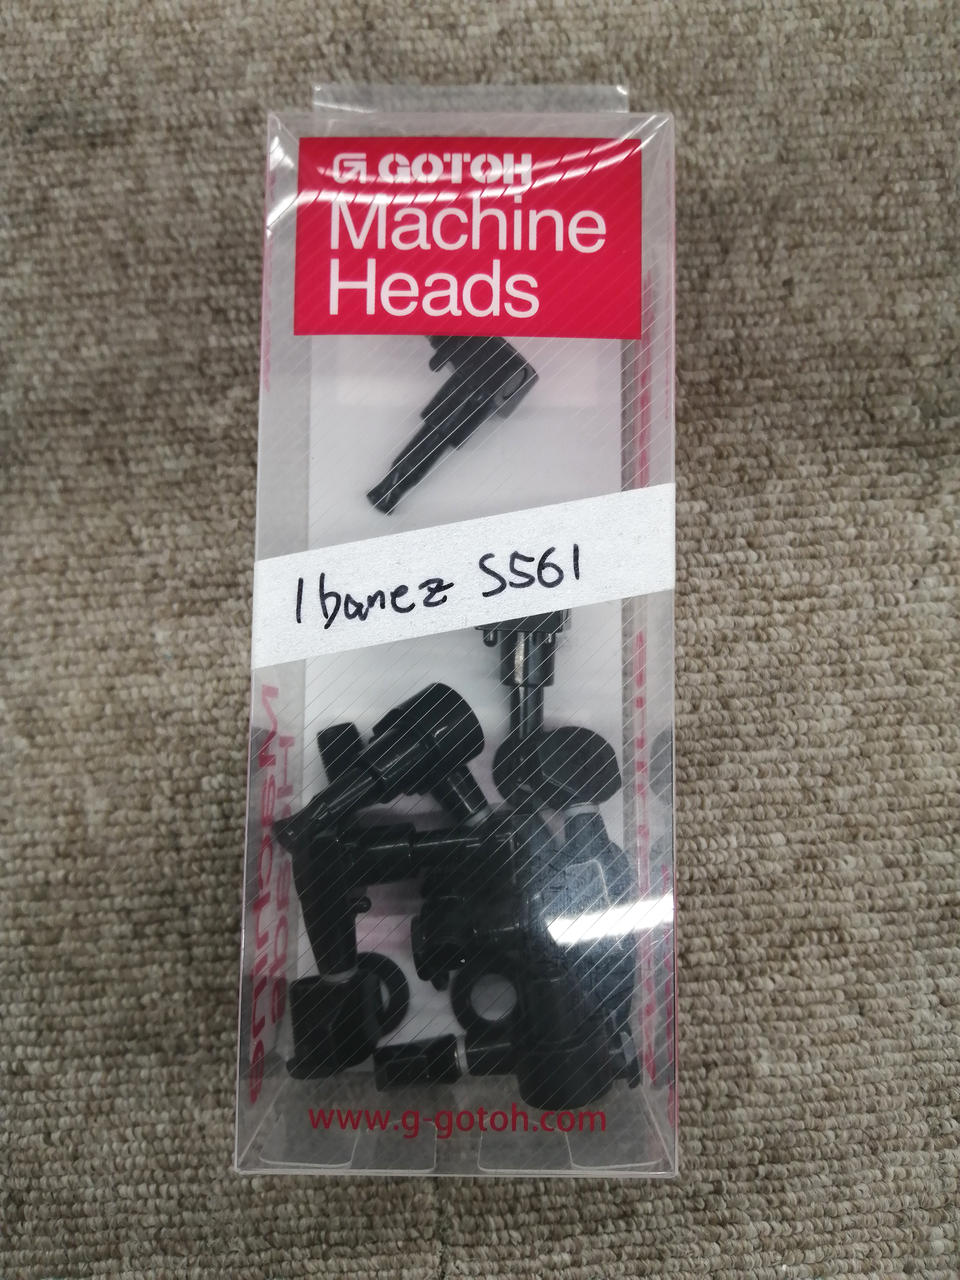 GOTOH
Machine
Heads
Ibanez S561
www.g-gotoh.com